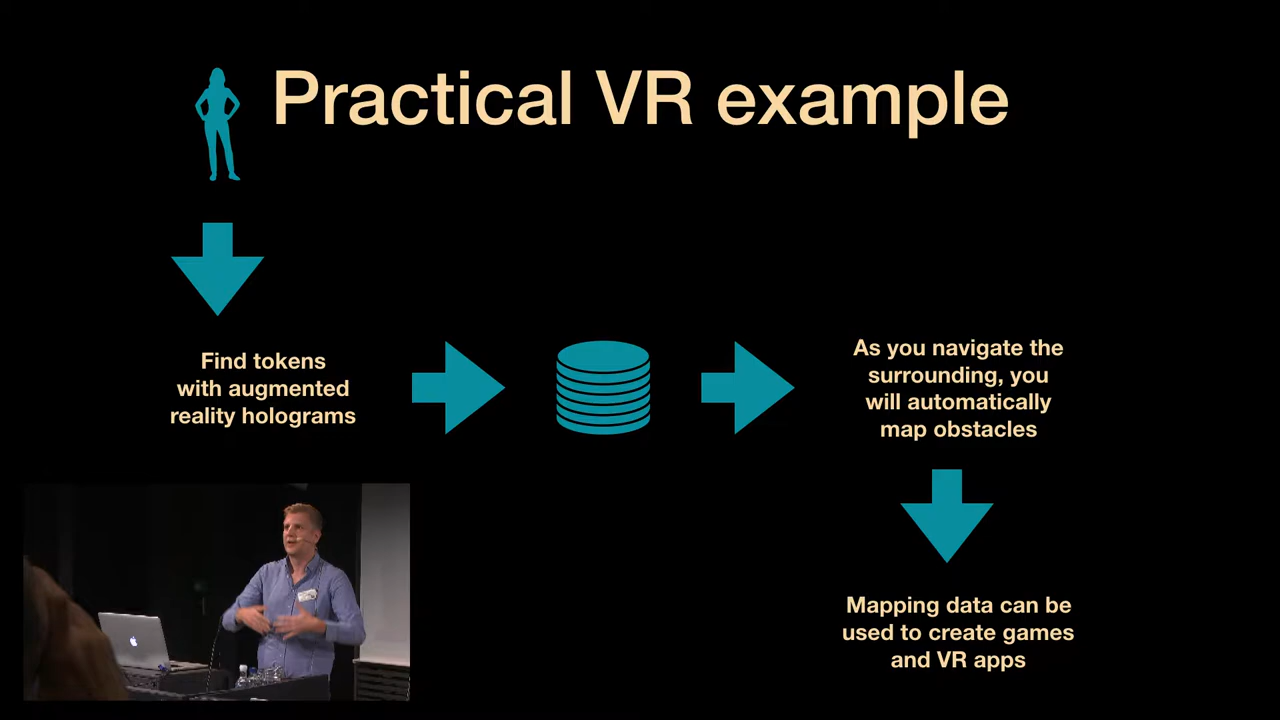 Practical VR example
Find tokens
with augmented
reality holograms
As you navigate the
surrounding, you
will automatically
map obstacles
Mapping data can be
used to create games
and VR apps